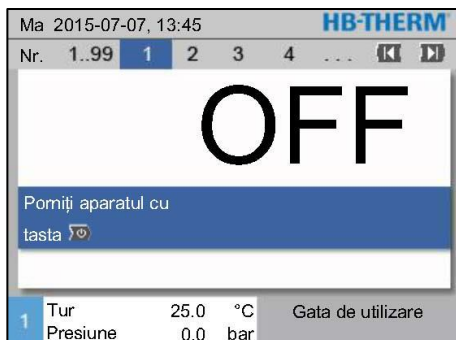 Ma 2015-07-07, 13:45 HB-THERM
Nr. 1..99 1 2 3 4 ...
OFF
Porniți aparatul cu
tasta
1 Tur 25.0 °C Gata de utilizare
Presiune 0.0 bar